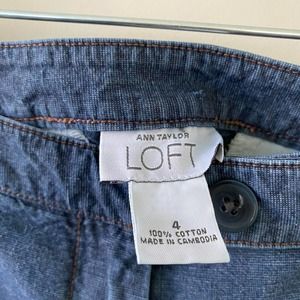 ANN TAYLOR
LOFT
4
100% COTTON
MADE IN CAMBODIA